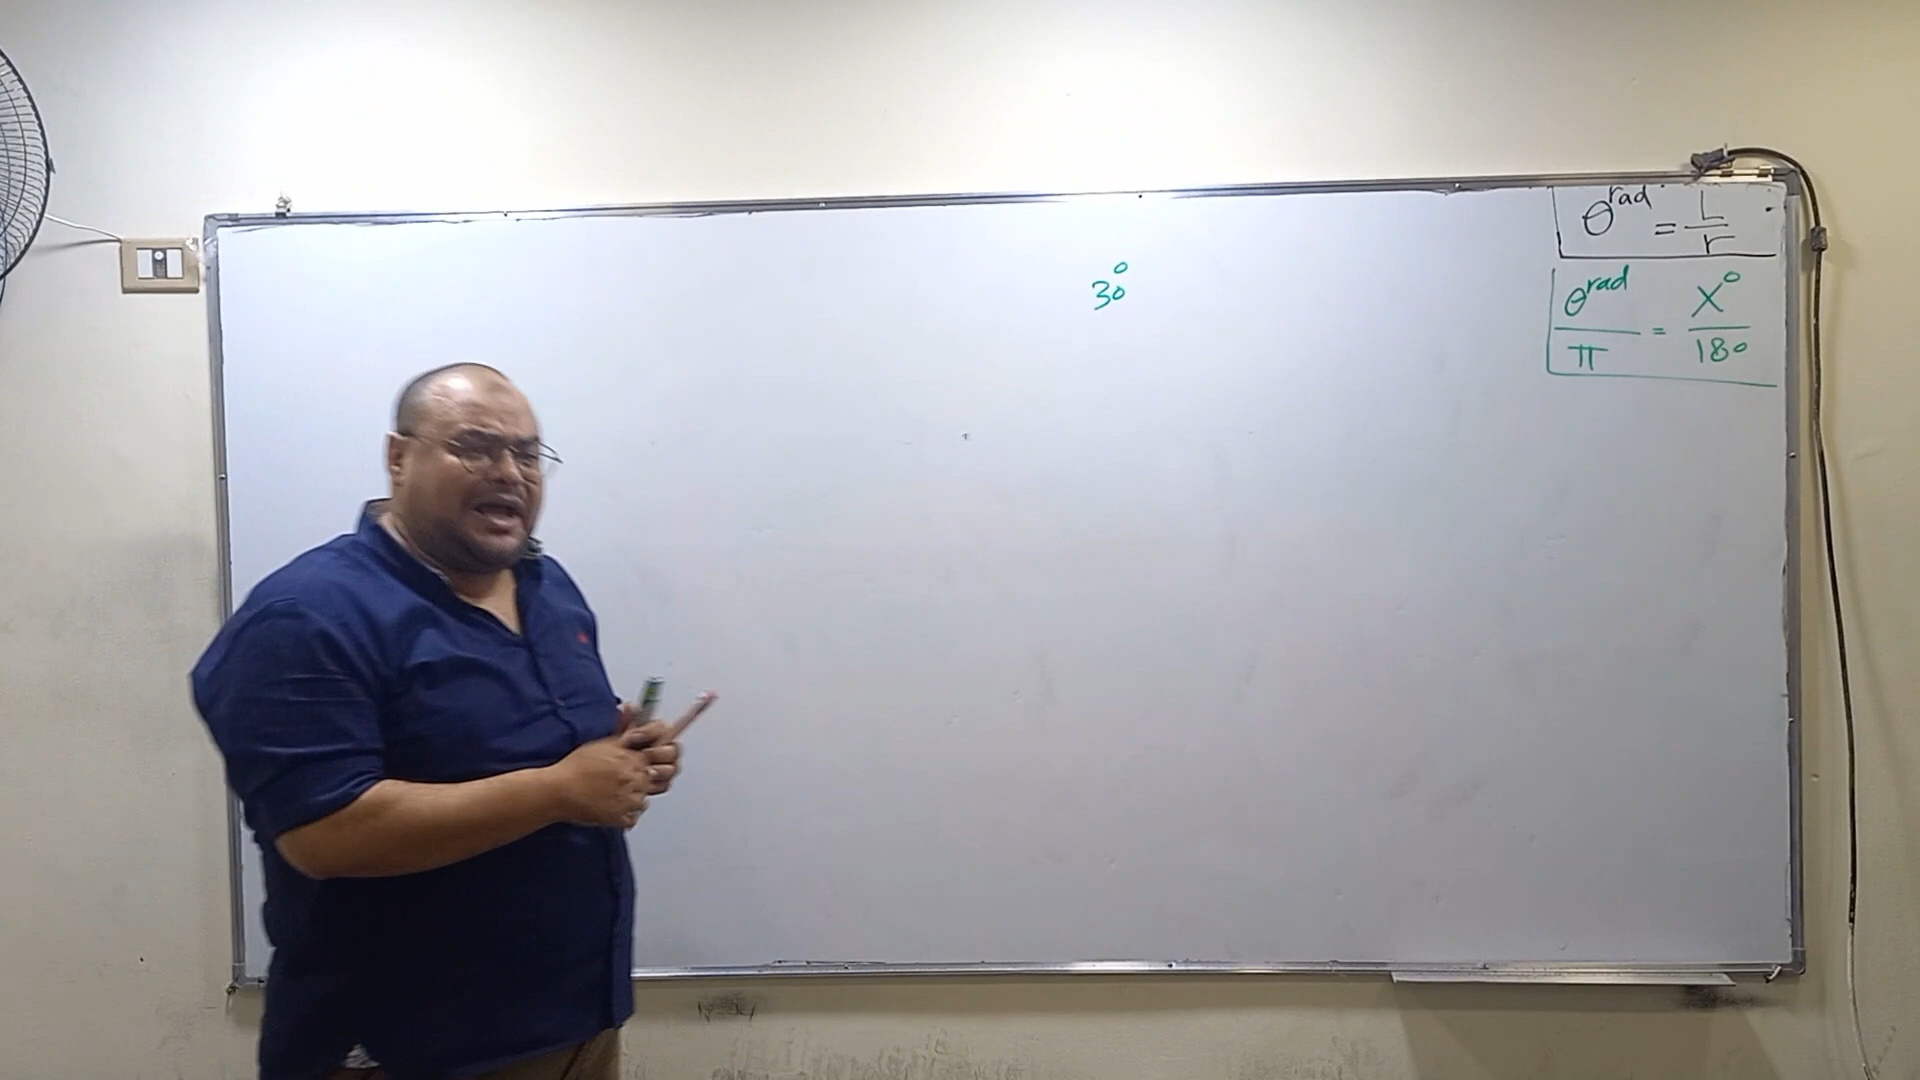 θ^rad = L/r
30°
θ^rad/π = X°/180